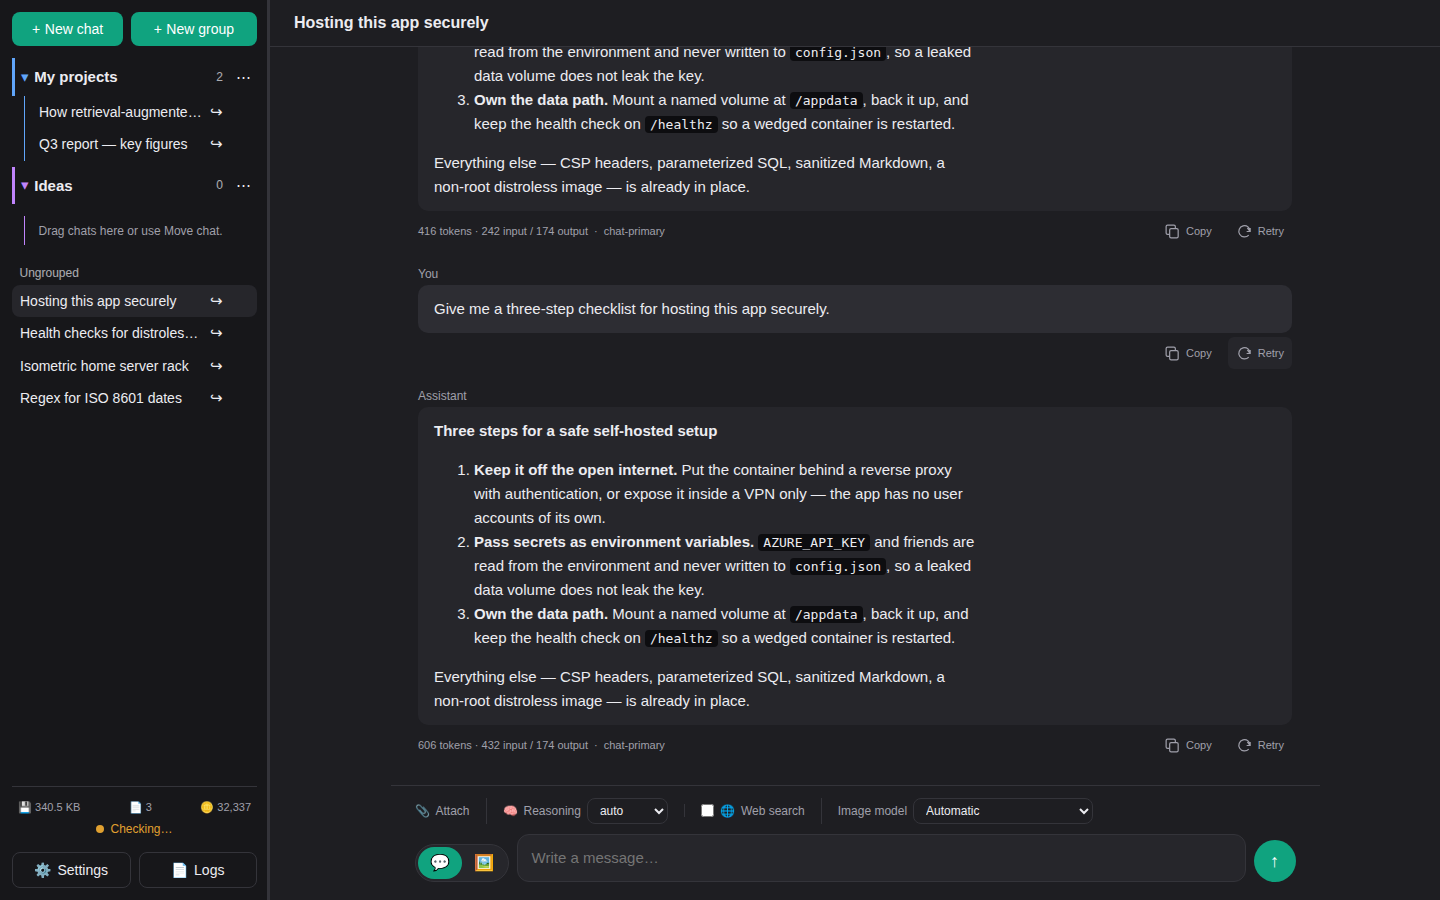 + New chat
+ New group
My projects 2 ...
How retrieval-augmente...
Q3 report — key figures
Ideas 0 ...
Drag chats here or use Move chat.
Ungrouped
Hosting this app securely
Health checks for distroles...
Isometric home server rack
Regex for ISO 8601 dates
340.5 KB 3 32,337
Checking...
Settings
Logs
Hosting this app securely
read from the environment and never written to config.json, so a leaked
data volume does not leak the key.
3. Own the data path. Mount a named volume at /appdata, back it up, and
keep the health check on /healthz so a wedged container is restarted.
Everything else — CSP headers, parameterized SQL, sanitized Markdown, a
non-root distroless image — is already in place.
416 tokens · 242 input / 174 output · chat-primary
Copy Retry
You
Give me a three-step checklist for hosting this app securely.
Copy Retry
Assistant
Three steps for a safe self-hosted setup
1. Keep it off the open internet. Put the container behind a reverse proxy
with authentication, or expose it inside a VPN only — the app has no user
accounts of its own.
2. Pass secrets as environment variables. AZURE_API_KEY and friends are
read from the environment and never written to config.json, so a leaked
data volume does not leak the key.
3. Own the data path. Mount a named volume at /appdata, back it up, and
keep the health check on /healthz so a wedged container is restarted.
Everything else — CSP headers, parameterized SQL, sanitized Markdown, a
non-root distroless image — is already in place.
606 tokens · 432 input / 174 output · chat-primary
Copy Retry
Attach Reasoning auto Web search Image model Automatic
Write a message...